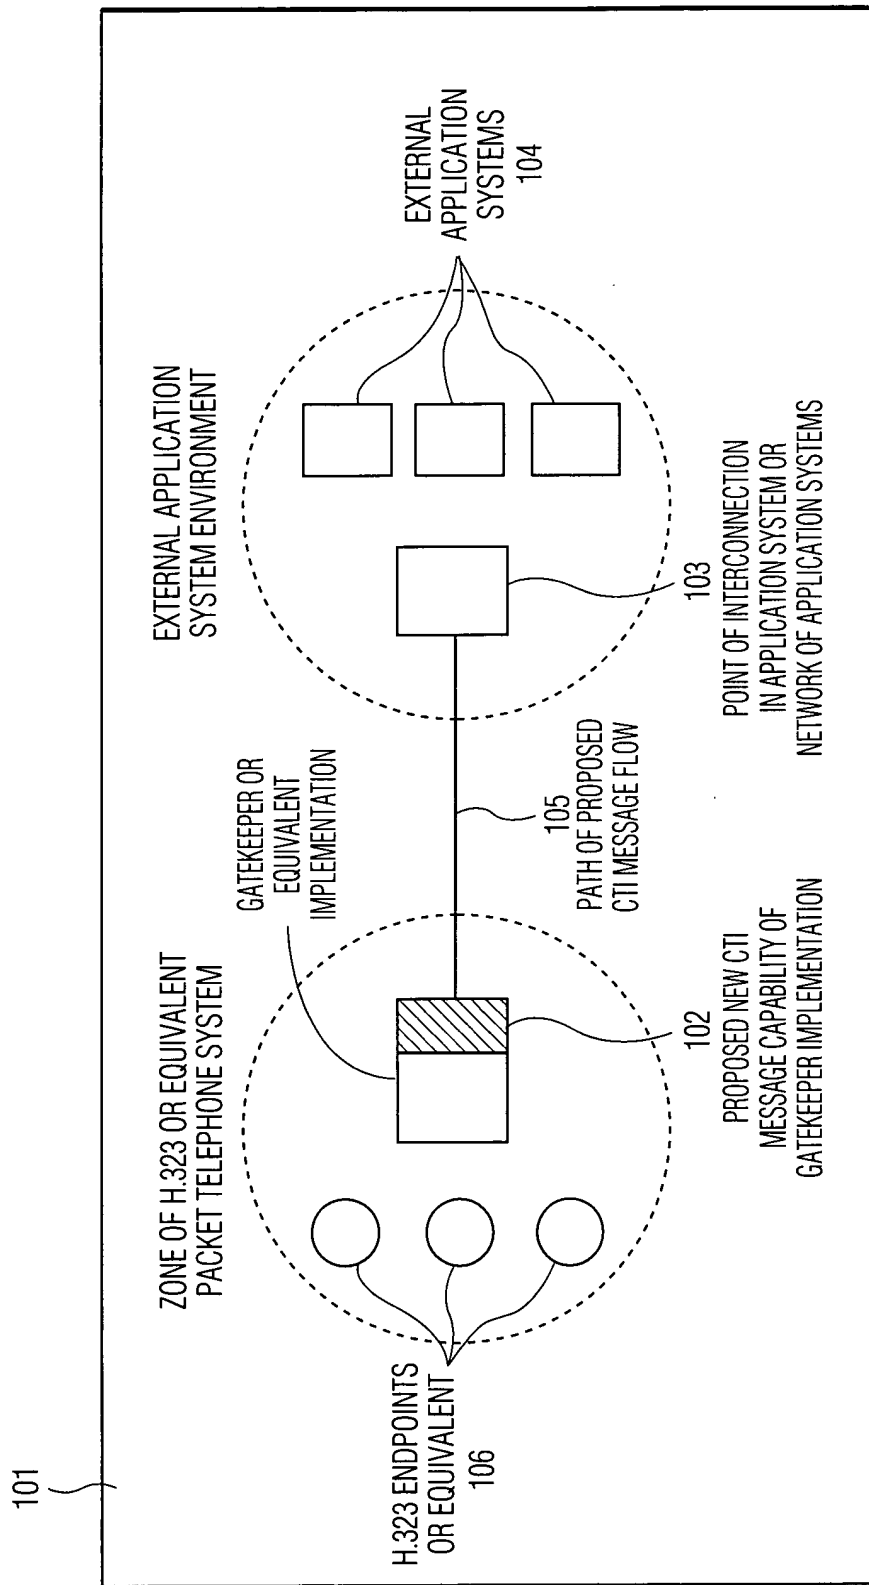 101
ZONE OF H.323 OR EQUIVALENT
PACKET TELEPHONE SYSTEM
GATEKEEPER OR
EQUIVALENT
IMPLEMENTATION
EXTERNAL APPLICATION
SYSTEM ENVIRONMENT
H.323 ENDPOINTS
OR EQUIVALENT
106
105
PATH OF PROPOSED
CTI MESSAGE FLOW
EXTERNAL
APPLICATION
SYSTEMS
104
102
PROPOSED NEW CTI
MESSAGE CAPABILITY OF
GATEKEEPER IMPLEMENTATION
103
POINT OF INTERCONNECTION
IN APPLICATION SYSTEM OR
NETWORK OF APPLICATION SYSTEMS